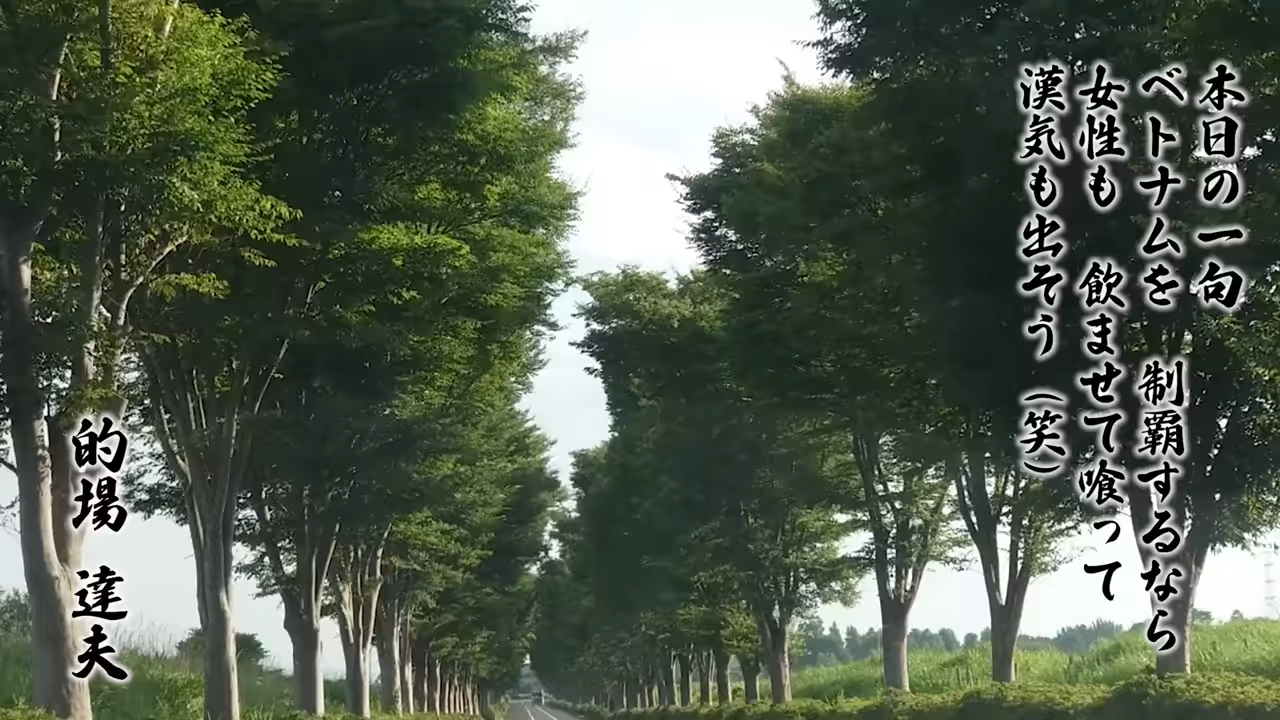 本日の一句
ベトナムを 制覇するなら
女性も 飲ませて喰って
漢気も出そう(笑)
的場 達夫